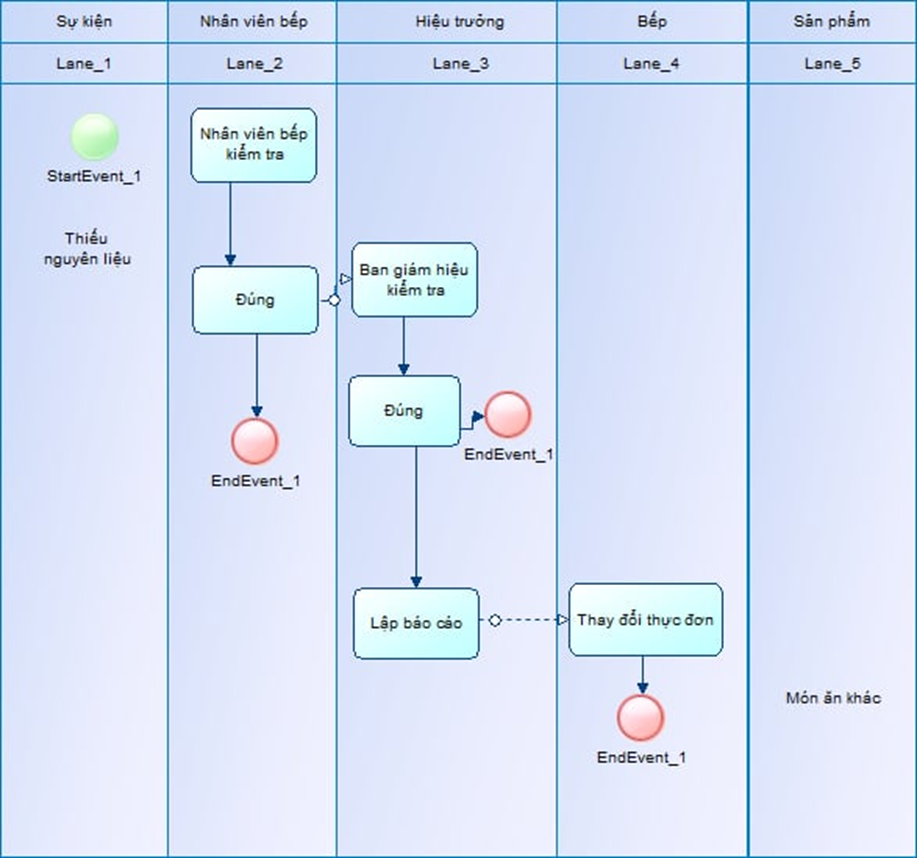 Sự kiện
Nhân viên bếp
Hiệu trưởng
Bếp
Sản phẩm
Lane_1
Lane_2
Lane_3
Lane_4
Lane_5
StartEvent_1
Thiếu
nguyên liệu
Nhân viên bếp
kiểm tra
Đúng
EndEvent_1
Ban giám hiệu
kiểm tra
Đúng
EndEvent_1
Lập báo cáo
Thay đổi thực đơn
EndEvent_1
Món ăn khác